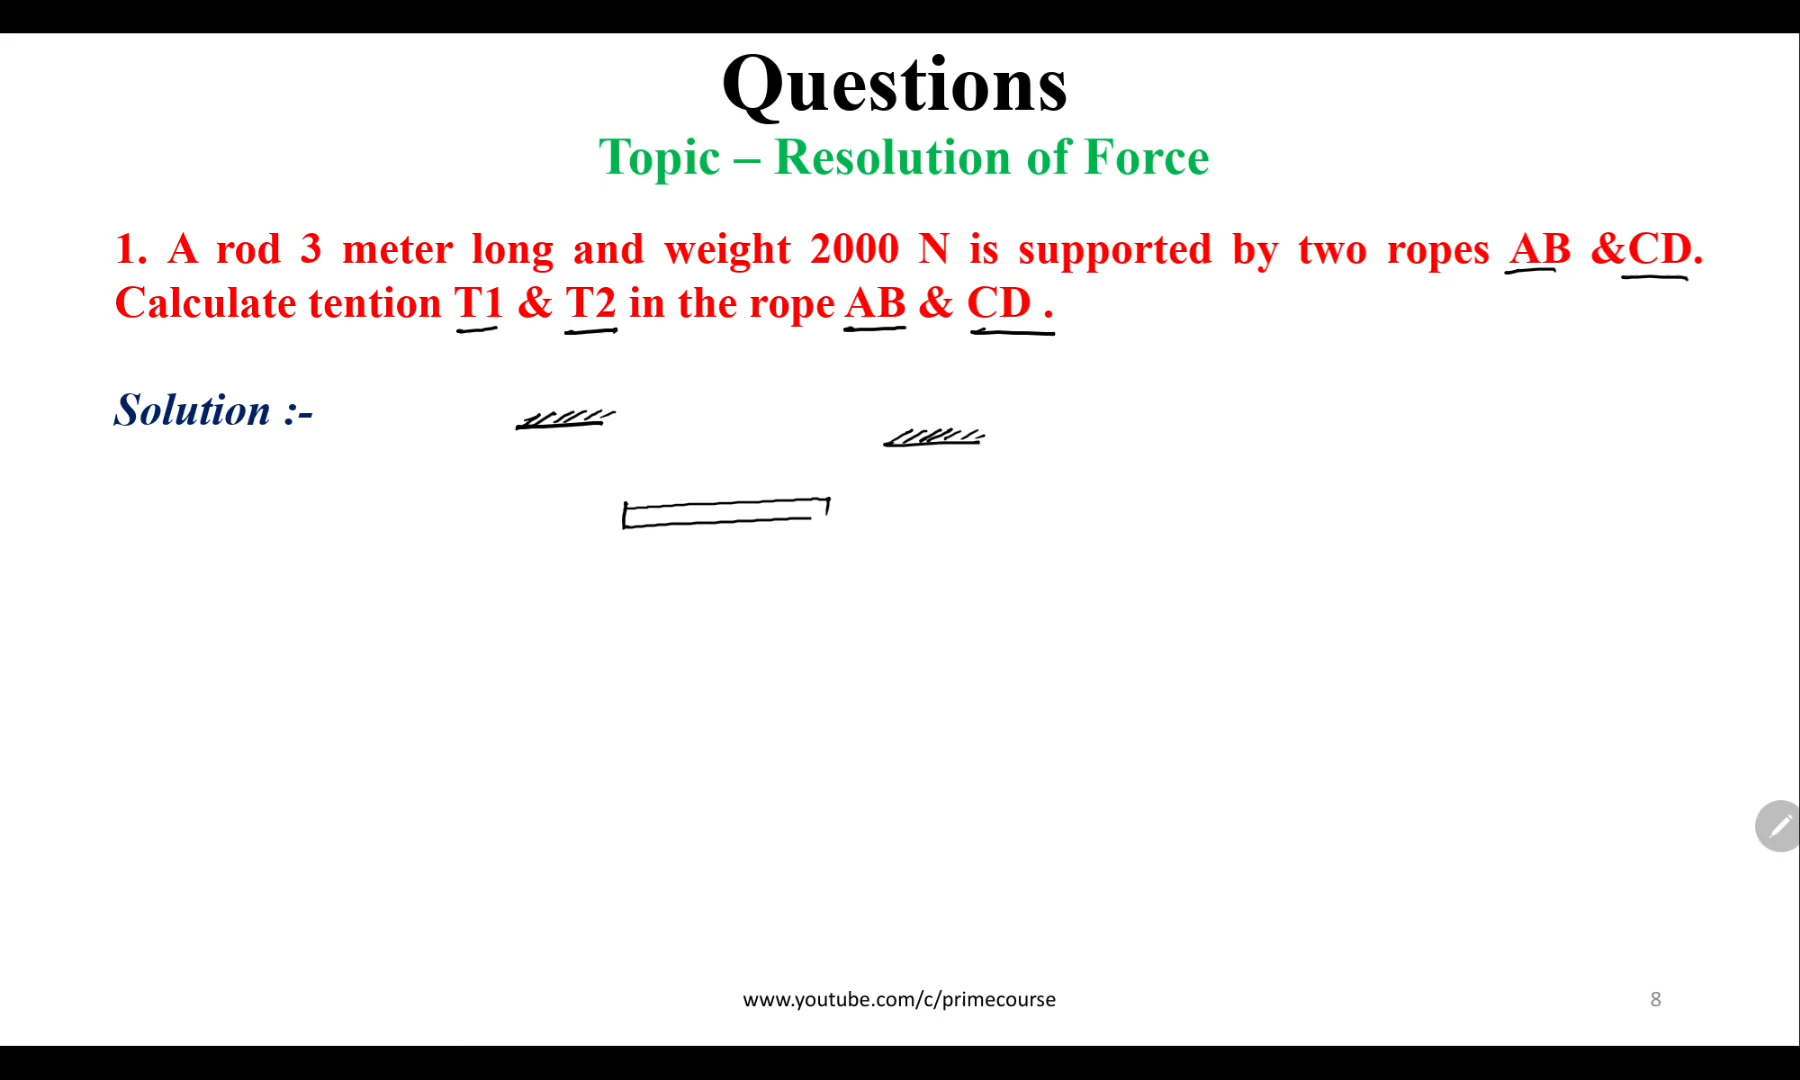 Questions
Topic – Resolution of Force
1. A rod 3 meter long and weight 2000 N is supported by two ropes AB &CD.
Calculate tention T1 & T2 in the rope AB & CD .
Solution :-
www.youtube.com/c/primecourse
8